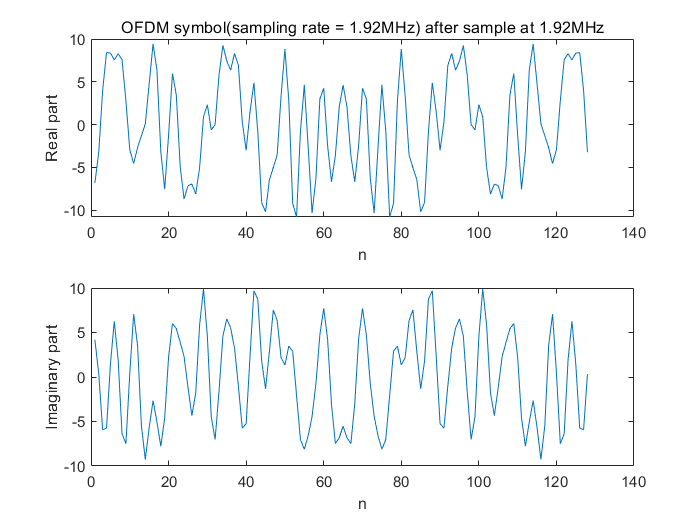 OFDM symbol(sampling rate = 1.92MHz) after sample at 1.92MHz
10
5
0
-5
-10
Real part
0 20 40 60 80 100 120 140
n
10
5
0
-5
-10
Imaginary part
0 20 40 60 80 100 120 140
n